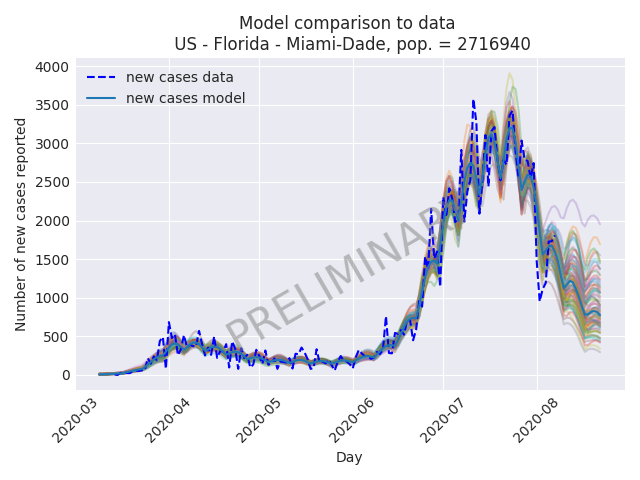 Model comparison to data
US - Florida - Miami-Dade, pop. = 2716940
new cases data
new cases model
Number of new cases reported
4000
3500
3000
2500
2000
1500
1000
500
0
PRELIMINARY
2020-03
2020-04
2020-05
2020-06
2020-07
2020-08
Day